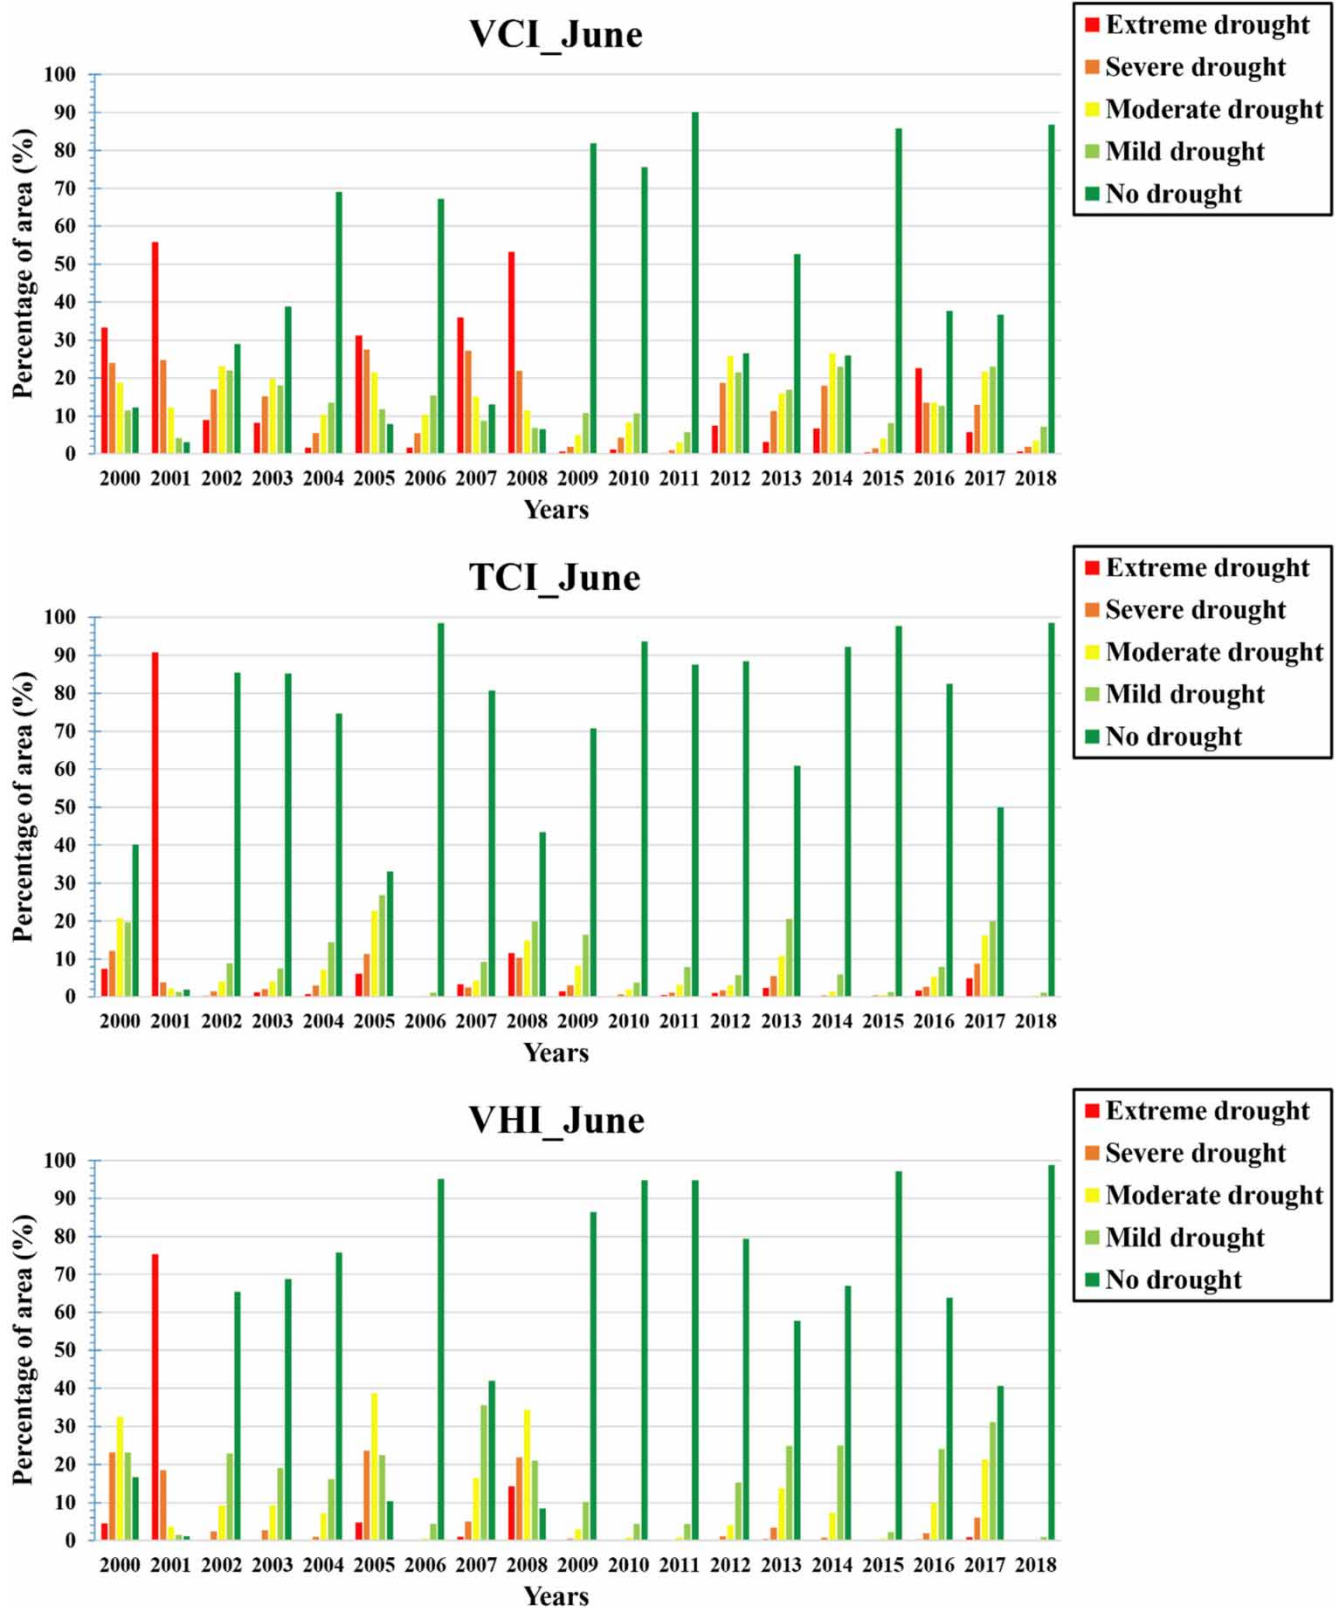 VCI_June
Extreme drought
Severe drought
Moderate drought
Mild drought
No drought
Percentage of area (%)
100
90
80
70
60
50
40
30
20
10
0
2000 2001 2002 2003 2004 2005 2006 2007 2008 2009 2010 2011 2012 2013 2014 2015 2016 2017 2018
Years
TCI_June
Extreme drought
Severe drought
Moderate drought
Mild drought
No drought
Percentage of area (%)
100
90
80
70
60
50
40
30
20
10
0
2000 2001 2002 2003 2004 2005 2006 2007 2008 2009 2010 2011 2012 2013 2014 2015 2016 2017 2018
Years
VHI_June
Extreme drought
Severe drought
Moderate drought
Mild drought
No drought
Percentage of area (%)
100
90
80
70
60
50
40
30
20
10
0
2000 2001 2002 2003 2004 2005 2006 2007 2008 2009 2010 2011 2012 2013 2014 2015 2016 2017 2018
Years